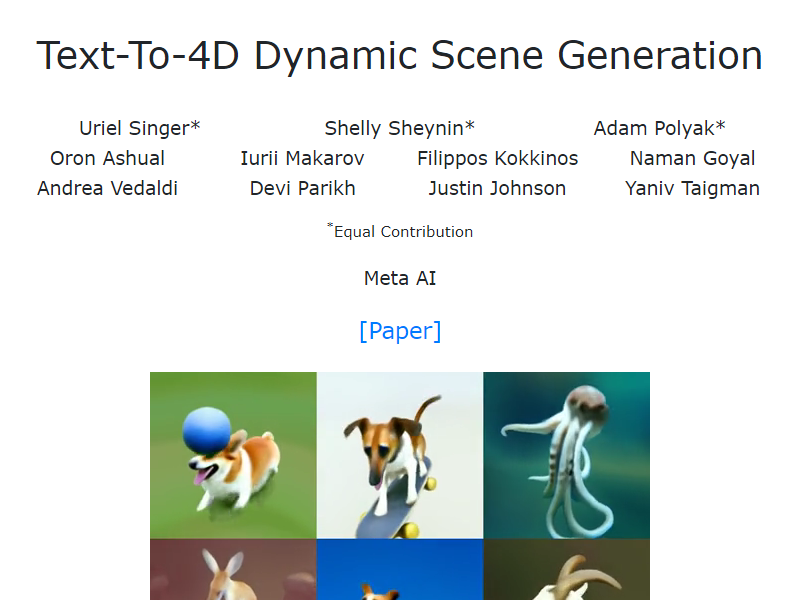 Text-To-4D Dynamic Scene Generation
Uriel Singer* Shelly Sheynin* Adam Polyak*
Oron Ashual Iurii Makarov Filippos Kokkinos Naman Goyal
Andrea Vedaldi Devi Parikh Justin Johnson Yaniv Taigman
*Equal Contribution
Meta AI
[Paper]